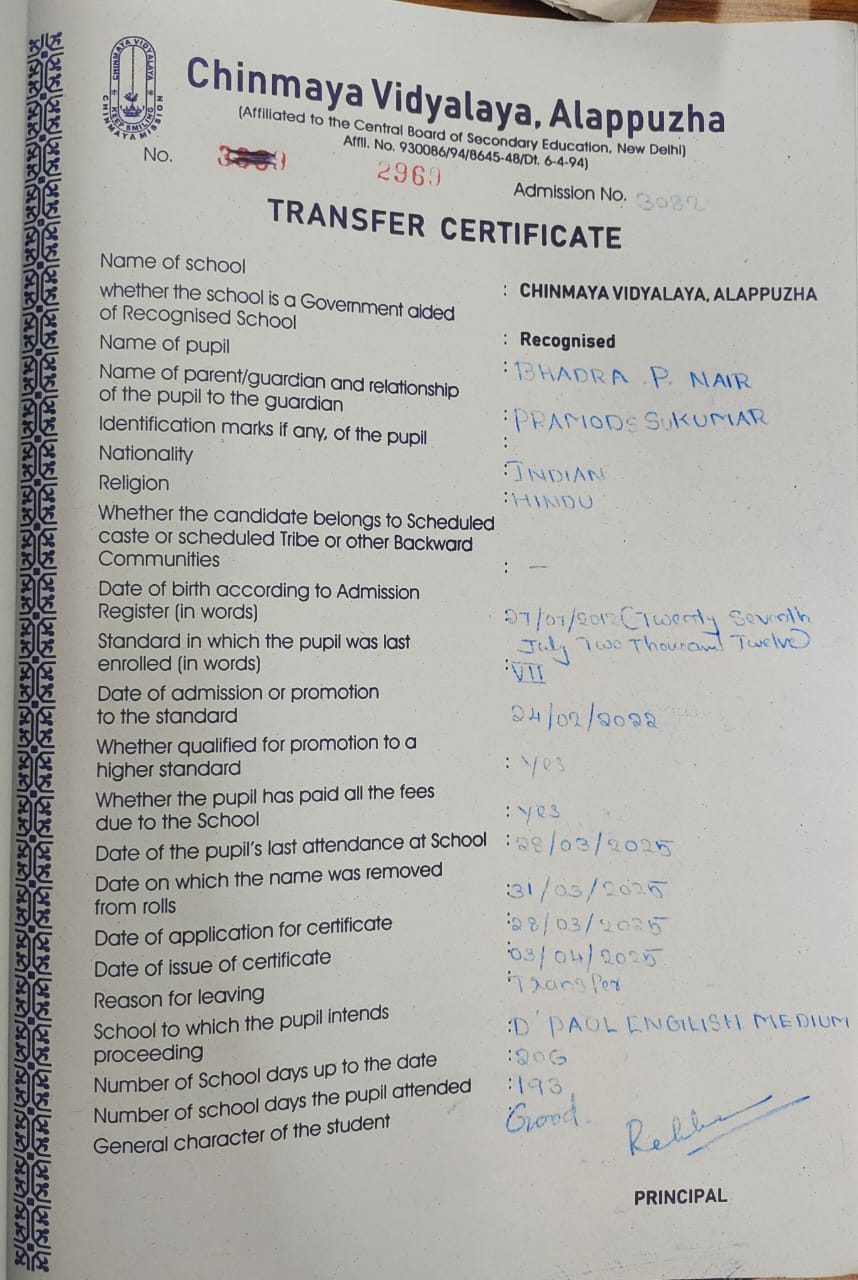 CHINMAYA VIDYALAYA
KEEP SMILING
CHINMAYA MISSION
Chinmaya Vidyalaya, Alappuzha
(Affiliated to the Central Board of Secondary Education, New Delhi)
Affil. No. 930086/94/8645-48/Dt. 6-4-94)
No. 2969
Admission No. 3082
TRANSFER CERTIFICATE
Name of school : CHINMAYA VIDYALAYA, ALAPPUZHA
whether the school is a Government aided
of Recognised School : Recognised
Name of pupil : BHADRA . P. NAIR
Name of parent/guardian and relationship
of the pupil to the guardian : PRAMOD S SUKUMAR
Identification marks if any, of the pupil :
Nationality : INDIAN
Religion : HINDU
Whether the candidate belongs to Scheduled
caste or scheduled Tribe or other Backward
Communities : —
Date of birth according to Admission
Register (in words) : 27/07/2012 (Twenty Seventh
July Two Thousand Twelve)
Standard in which the pupil was last
enrolled (in words) : VII
Date of admission or promotion
to the standard 24/02/2022
Whether qualified for promotion to a
higher standard : Yes
Whether the pupil has paid all the fees
due to the School : Yes
Date of the pupil's last attendance at School : 28/03/2025
Date on which the name was removed
from rolls : 31/03/2025
Date of application for certificate : 28/03/2025
Date of issue of certificate : 03/04/2025
Reason for leaving : Transfer
School to which the pupil intends
proceeding : D' PAUL ENGILISH MEDIUM
Number of School days up to the date : 206
Number of school days the pupil attended : 193
General character of the student : Good.
PRINCIPAL